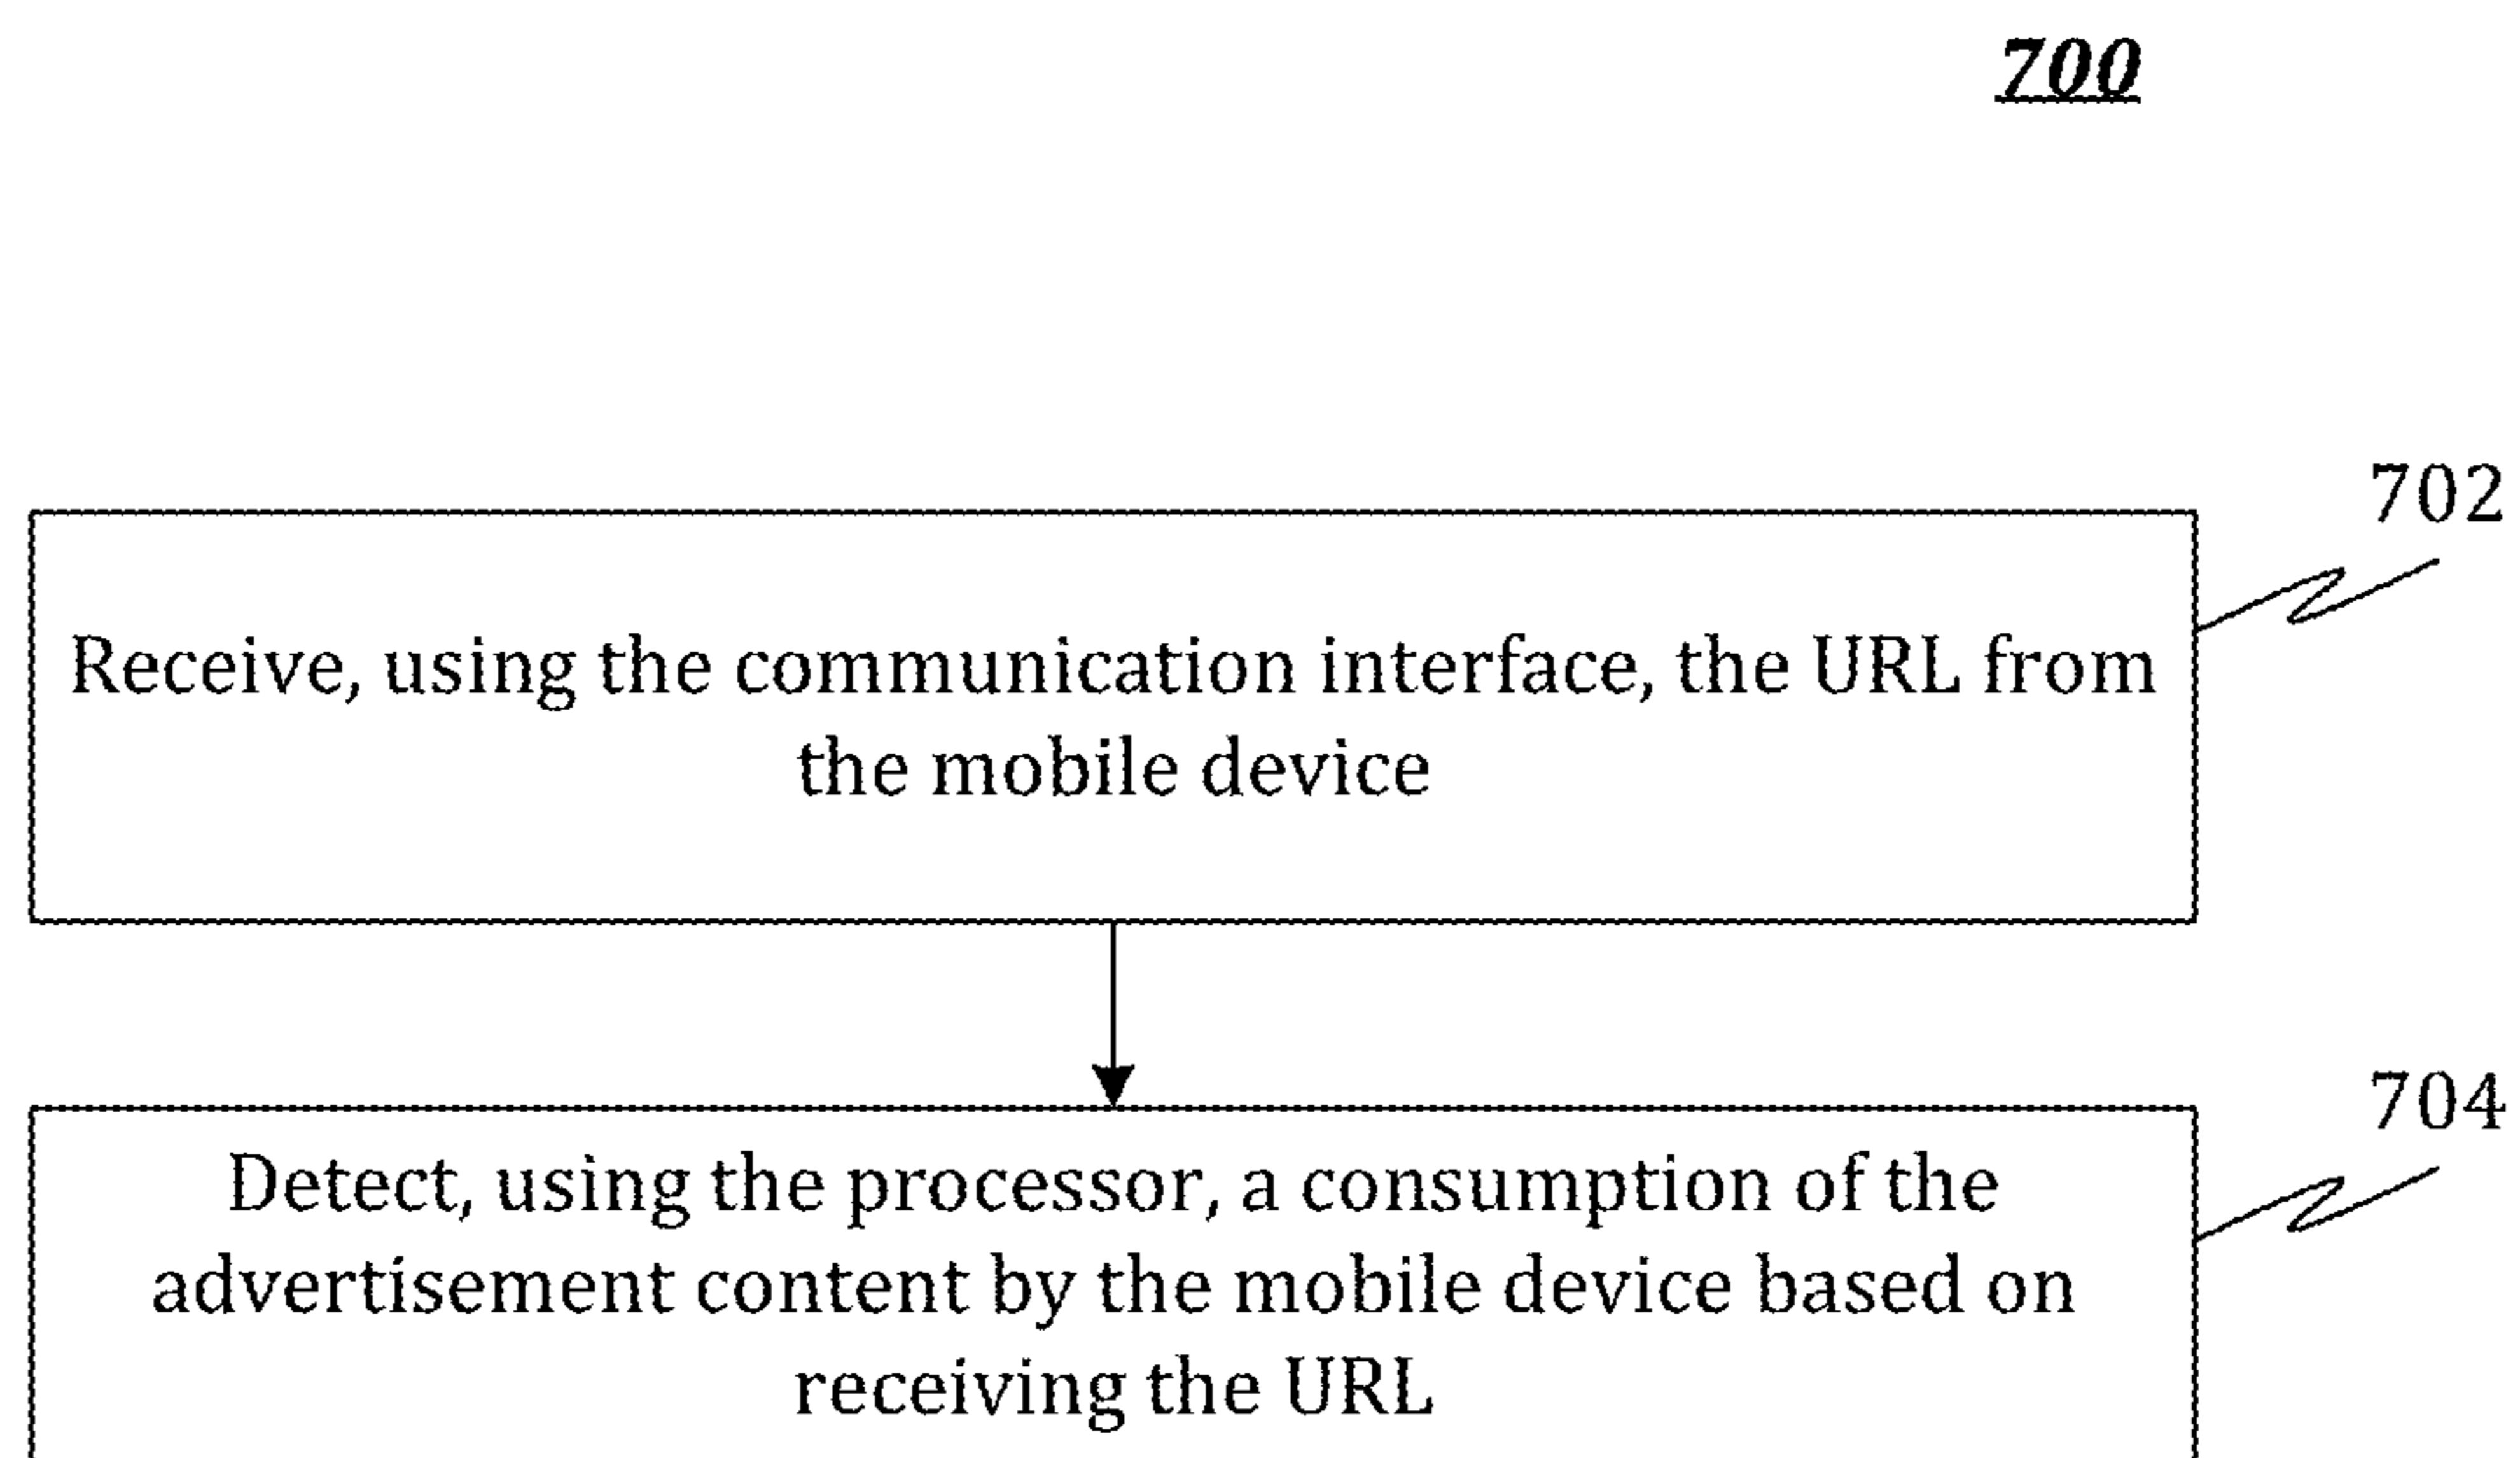 700
702
Receive, using the communication interface, the URL from
the mobile device
704
Detect, using the processor, a consumption of the
advertisement content by the mobile device based on
receiving the URL